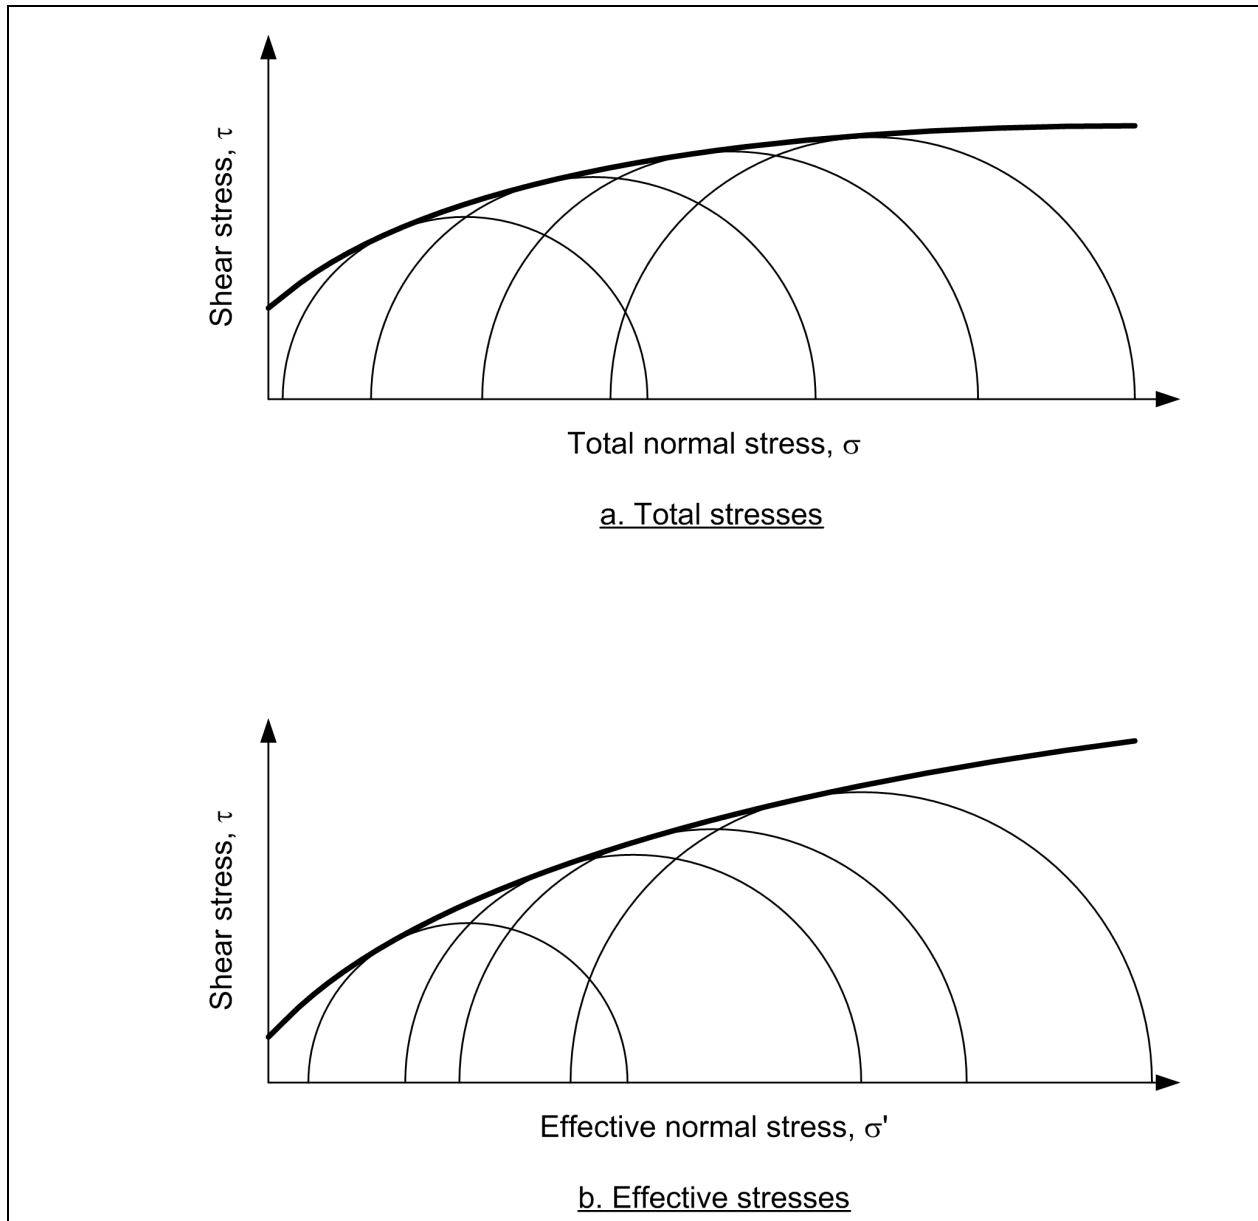 Shear stress, τ
Total normal stress, σ
a. Total stresses
Shear stress, τ
Effective normal stress, σ'
b. Effective stresses